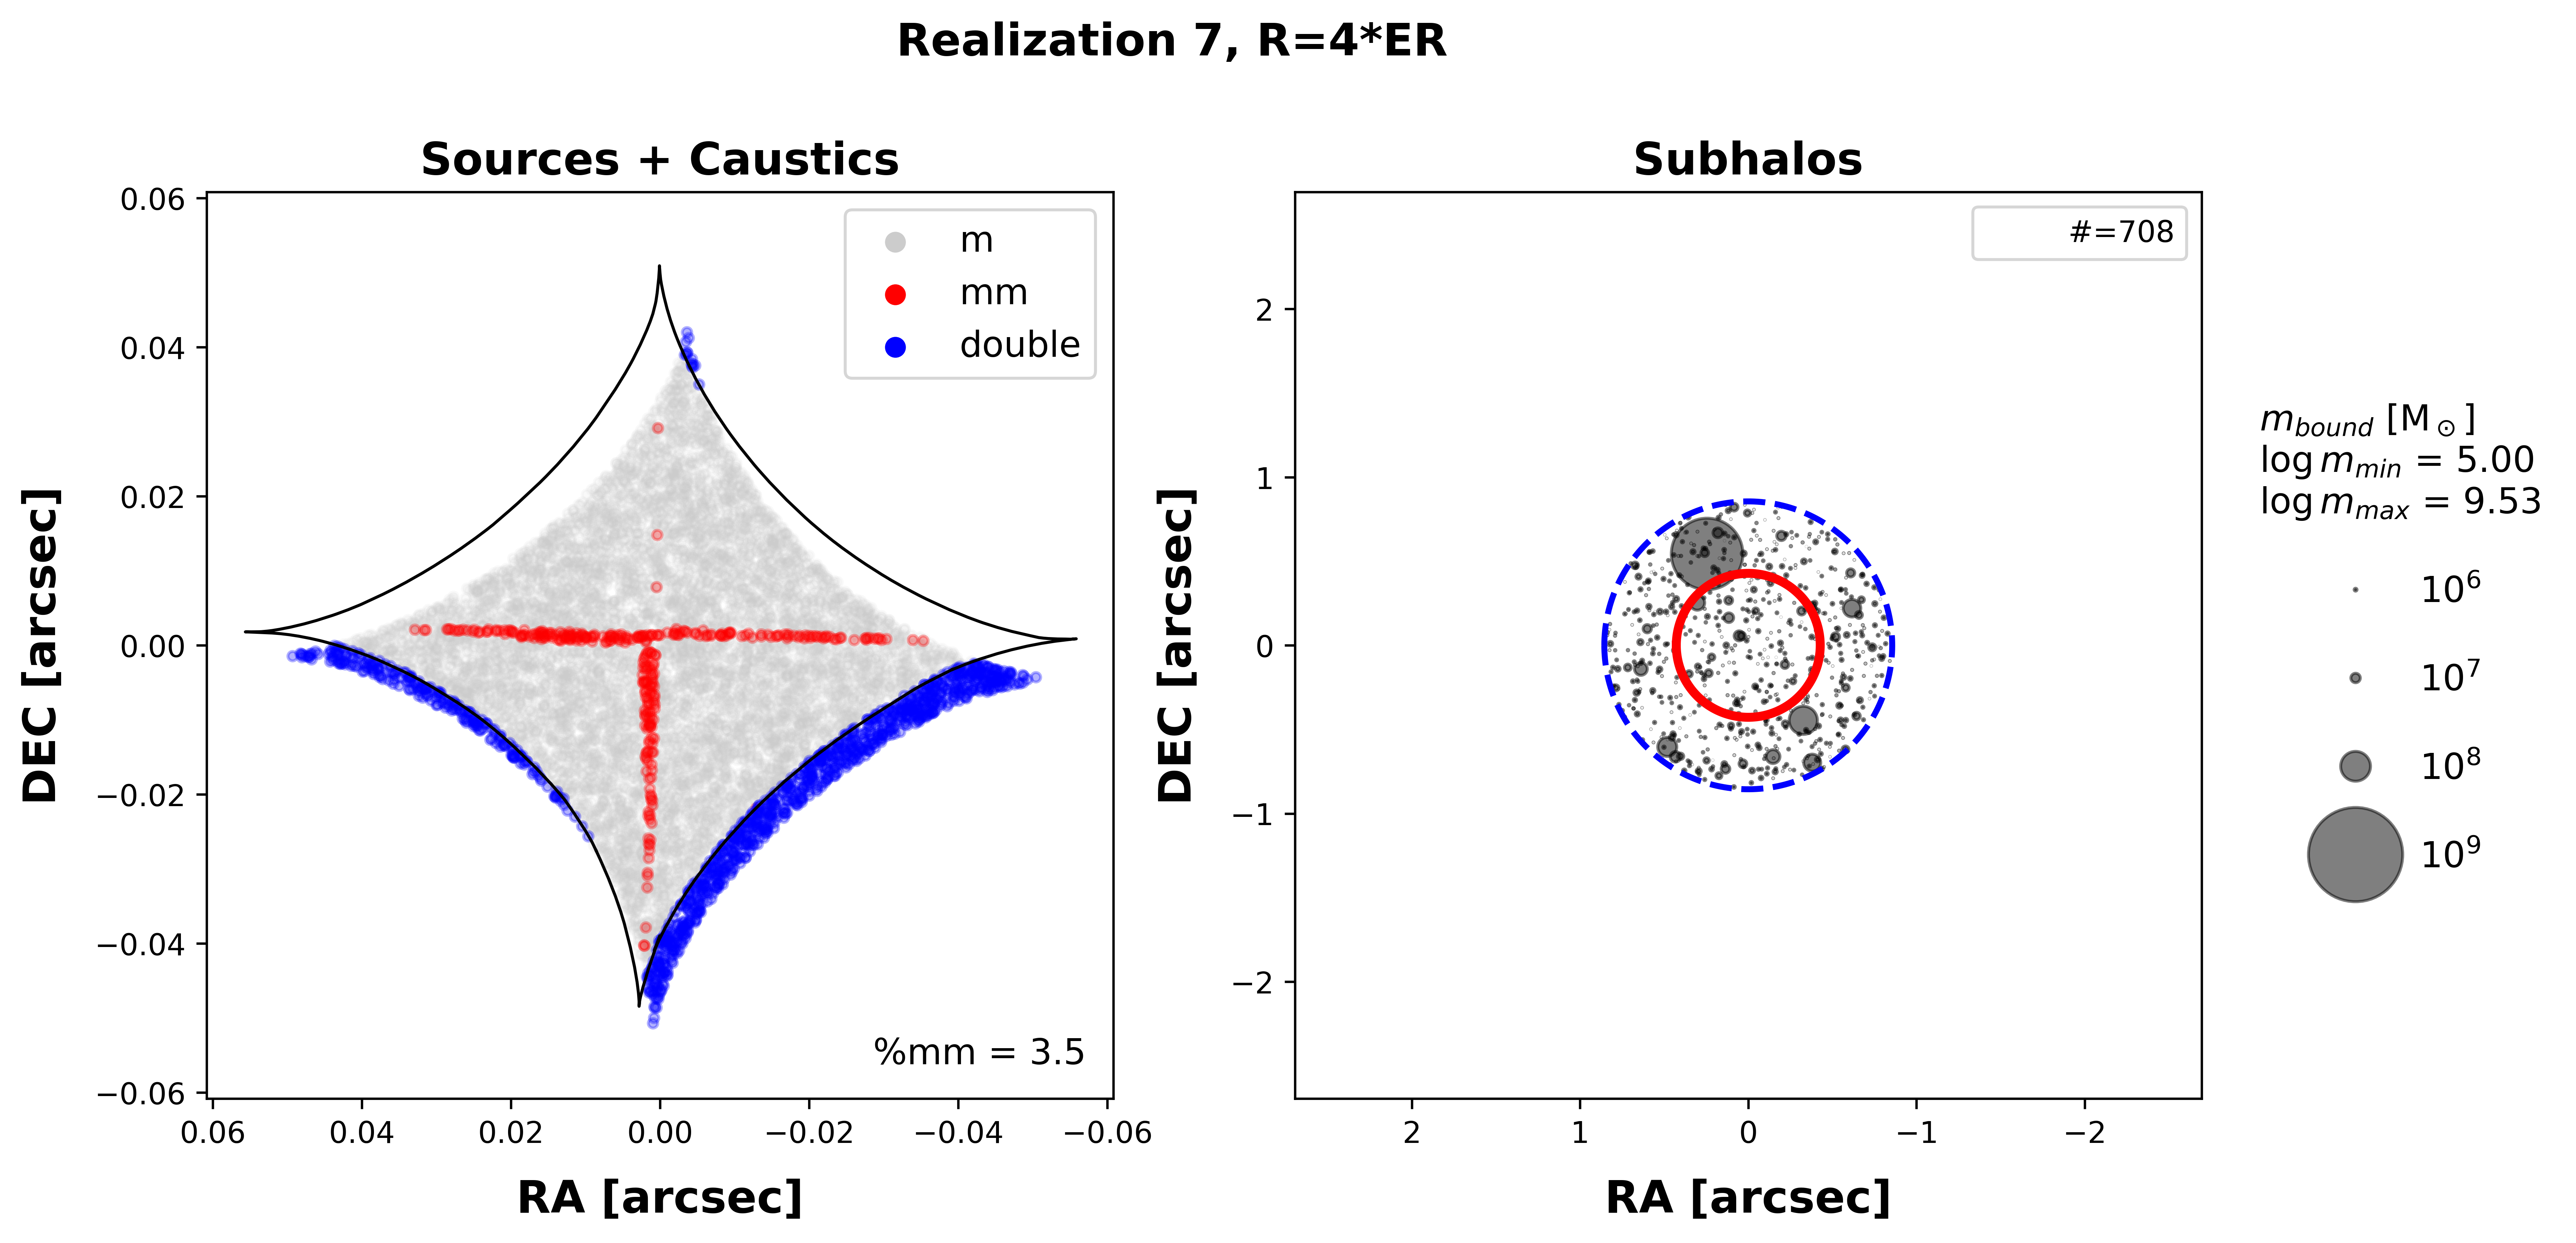 Realization 7, R=4*ER
Sources + Caustics
m
mm
double
%mm = 3.5
0.06
0.04
0.02
0.00
−0.02
−0.04
−0.06
0.06
0.04
0.02
0.00
−0.02
−0.04
−0.06
DEC [arcsec]
RA [arcsec]
Subhalos
#=708
2
1
0
−1
−2
2
1
0
−1
−2
DEC [arcsec]
RA [arcsec]
m_bound [M_⊙]
log m_min = 5.00
log m_max = 9.53
10^6
10^7
10^8
10^9